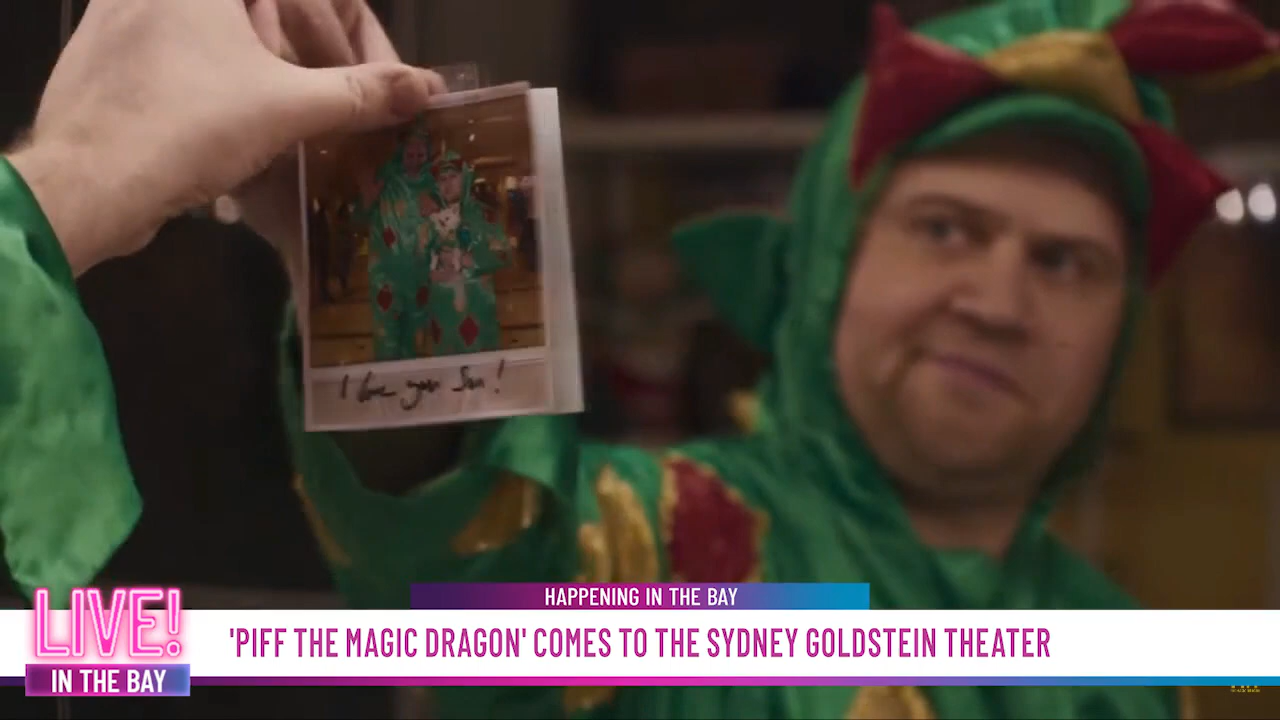 I love you Son!
HAPPENING IN THE BAY
LIVE!
IN THE BAY
'PIFF THE MAGIC DRAGON' COMES TO THE SYDNEY GOLDSTEIN THEATER